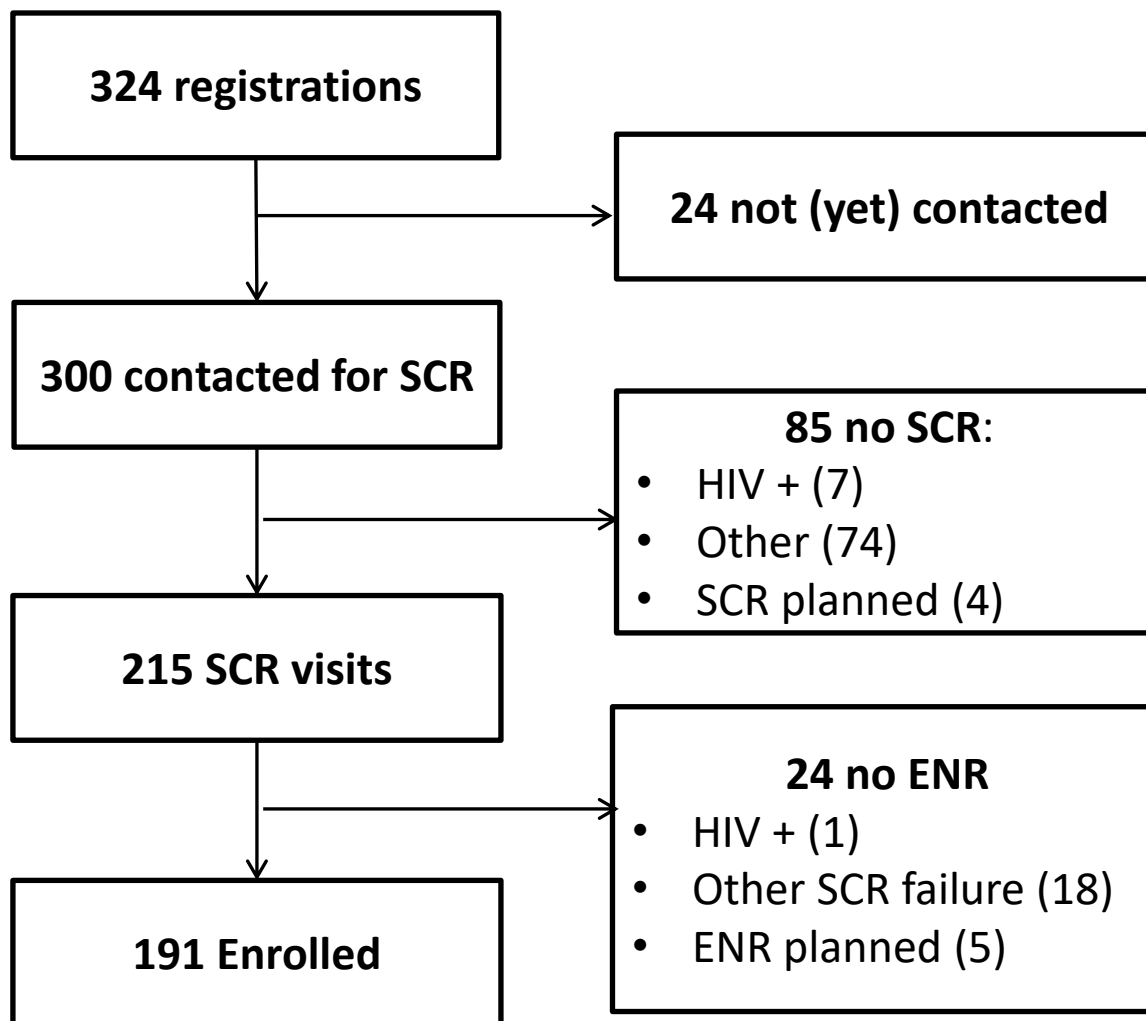 324 registrations
24 not (yet) contacted
300 contacted for SCR
85 no SCR:
• HIV + (7)
• Other (74)
• SCR planned (4)
215 SCR visits
24 no ENR
• HIV + (1)
• Other SCR failure (18)
• ENR planned (5)
191 Enrolled